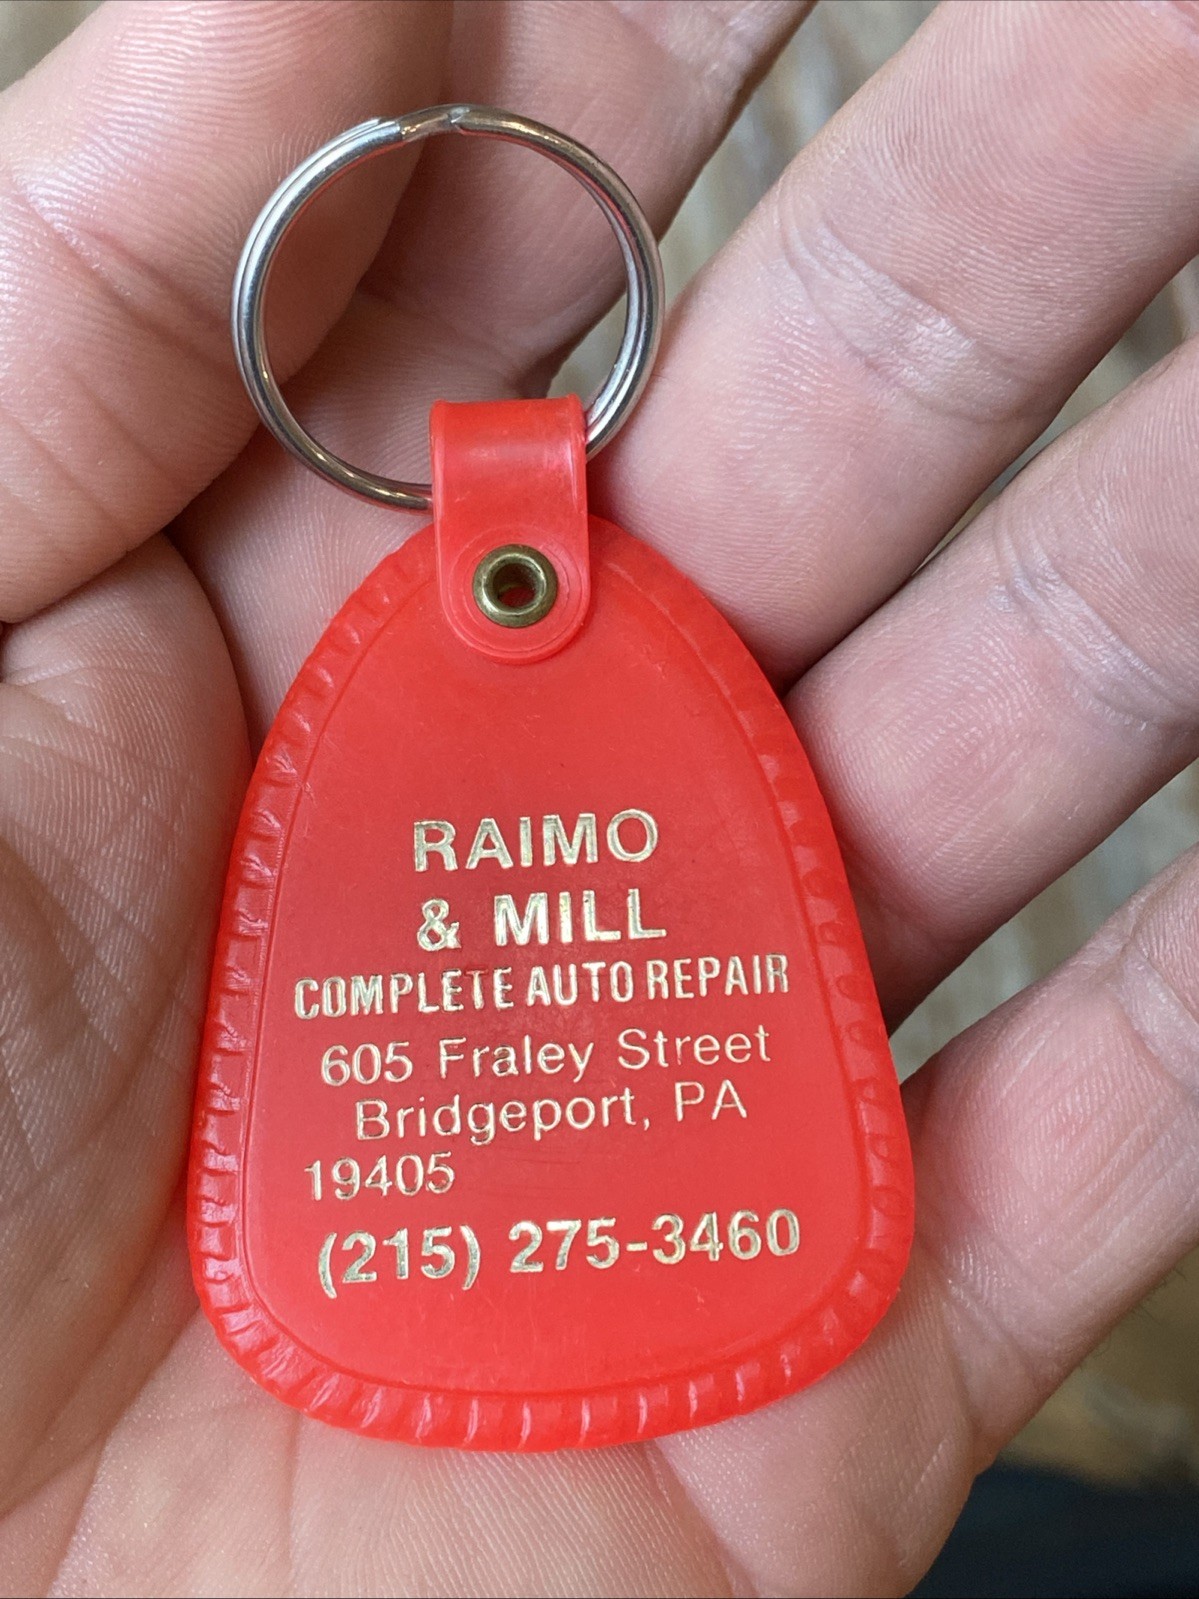 RAIMO
& MILL
COMPLETE AUTO REPAIR
605 Fraley Street
Bridgeport, PA
19405
(215) 275-3460